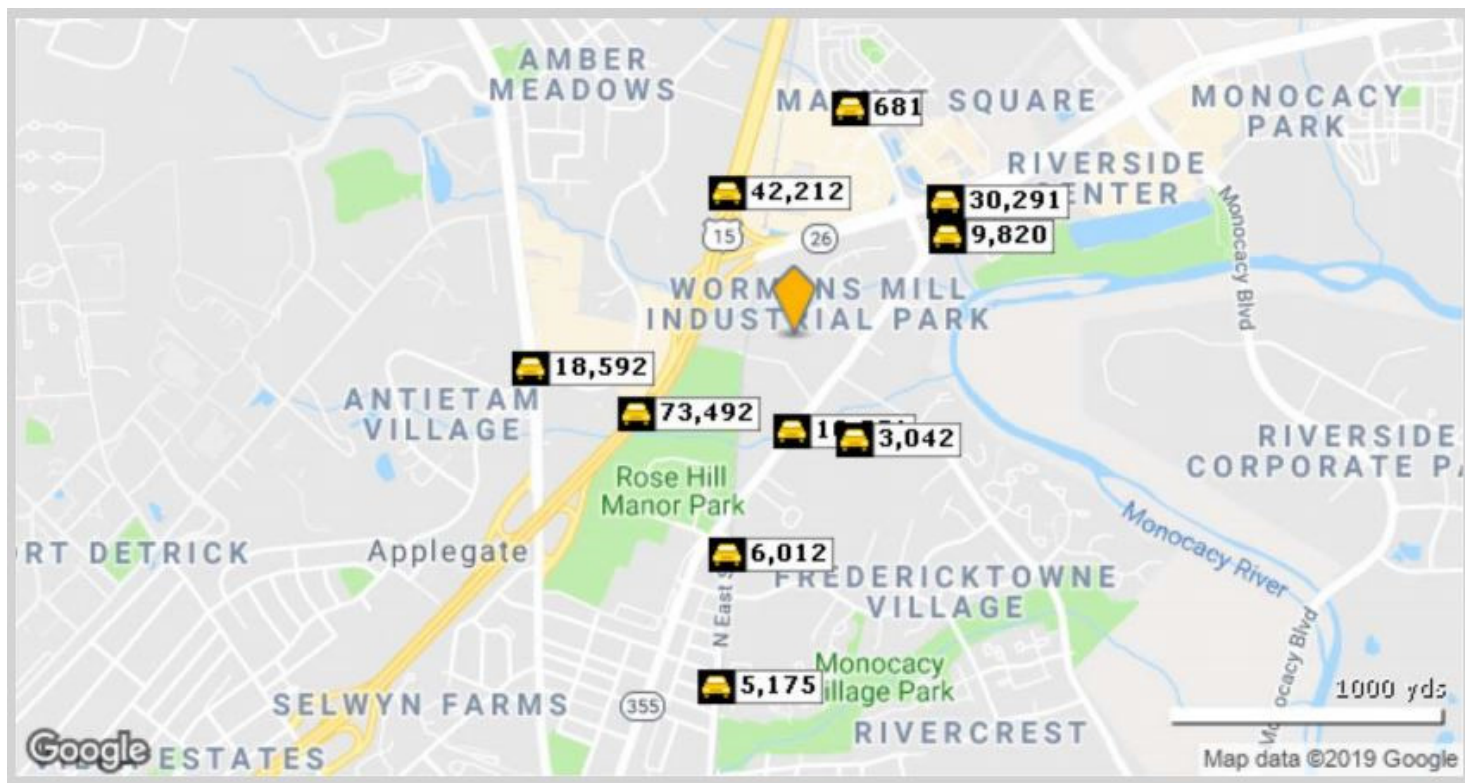 AMBER
MEADOWS
681
SQUARE
MONOCACY
PARK
RIVERSIDE
42,212
30,291
9,820
15
26
Monocacy Blvd
MILL
INDUSTRIAL PARK
18,592
73,492
3,042
ANTIETAM
VILLAGE
RIVERSIDE
CORPORATE
Rose Hill
Manor Park
Monocacy River
RT DETRICK
Applegate
6,012
N East
FREDERICKTOWNE
VILLAGE
5,175
Monocacy
illage Park
SELWYN FARMS
355
RIVERCREST
1000 yds
Google
ESTATES
Map data ©2019 Google